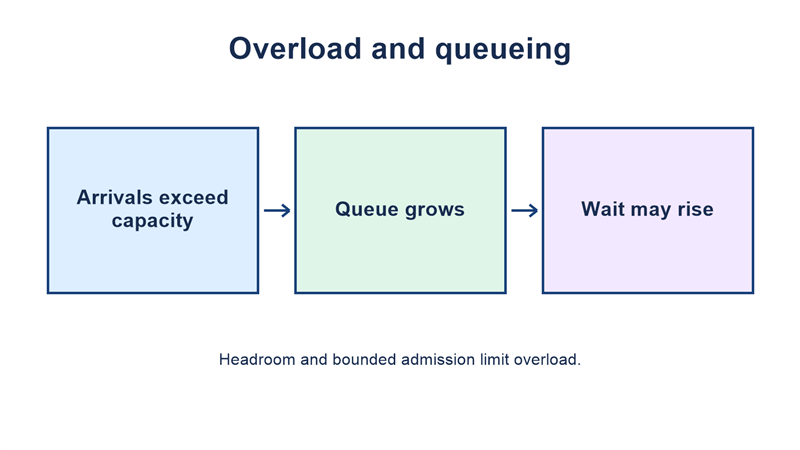 Overload and queueing
Arrivals exceed
capacity
Queue grows
Wait may rise
Headroom and bounded admission limit overload.